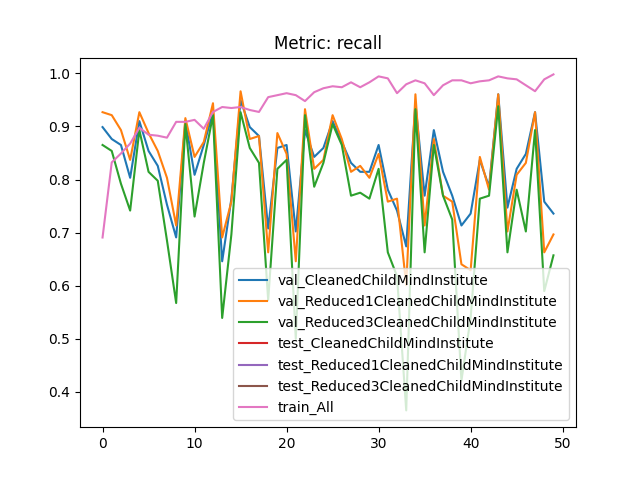 Metric: recall
1.0
0.9
0.8
0.7
0.6
0.5
0.4
val_CleanedChildMindInstitute
val_Reduced1CleanedChildMindInstitute
val_Reduced3CleanedChildMindInstitute
test_CleanedChildMindInstitute
test_Reduced1CleanedChildMindInstitute
test_Reduced3CleanedChildMindInstitute
train_All
0 10 20 30 40 50